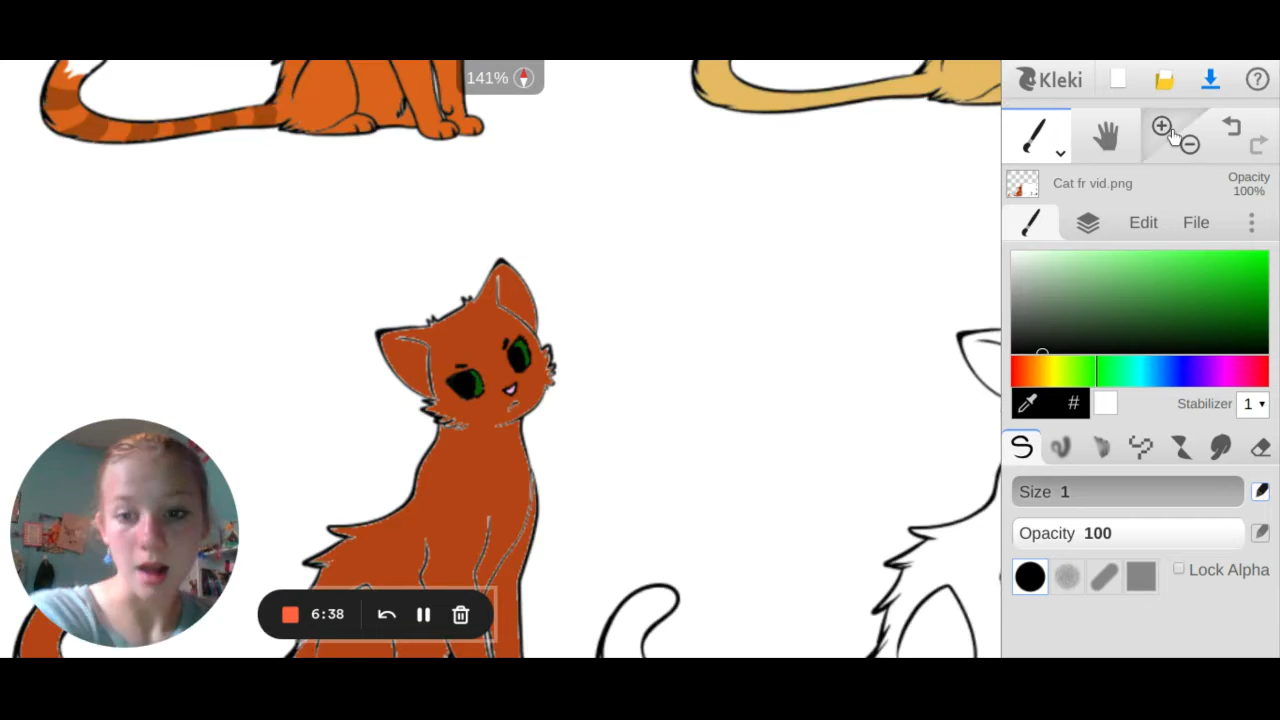 141%
Kleki
Cat fr vid.png
Opacity
100%
Edit File
#
Stabilizer 1
Size 1
Opacity 100
Lock Alpha
6:38